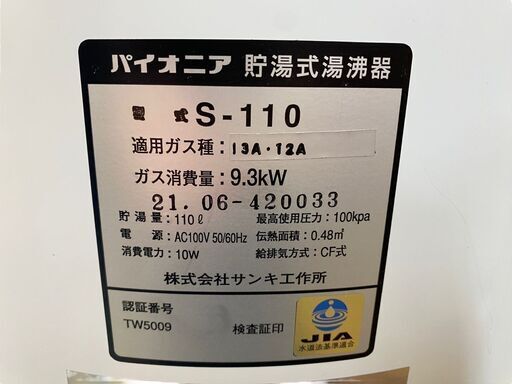 パイオニア 貯湯式湯沸器
型 式 S-110
適用ガス種: 13A・12A
ガス消費量: 9.3kW
21.06-420033
貯湯量: 110ℓ 最高使用圧力: 100kpa
電源: AC100V 50/60Hz 伝熱面積: 0.48㎡
消費電力: 10W 給排気方式: CF式
株式会社サンキ工作所
認証番号
TW5009 検査証印
JIA
水道法基準適合